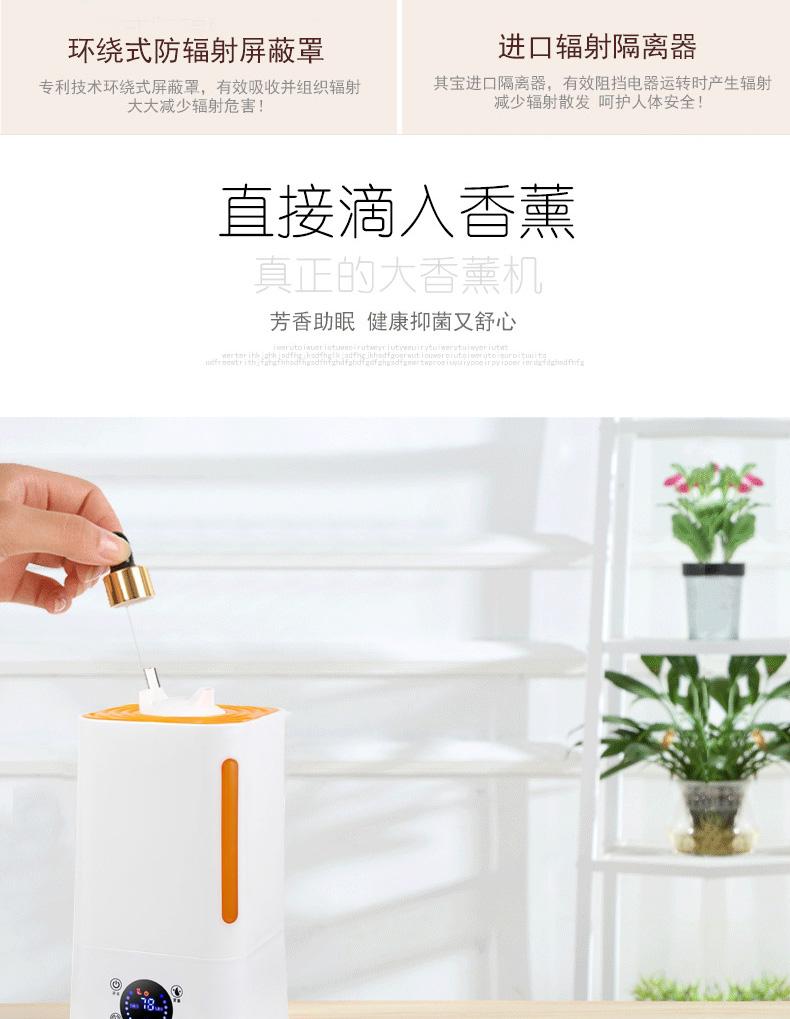 环绕式防辐射屏蔽罩
专利技术环绕式屏蔽罩，有效吸收并组织辐射
大大减少辐射危害！
进口辐射隔离器
其宝进口隔离器，有效阻挡电器运转时产生辐射
减少辐射散发 呵护人体安全！
直接滴入香薰
真正的大香薰机
芳香助眠 健康抑菌又舒心
78